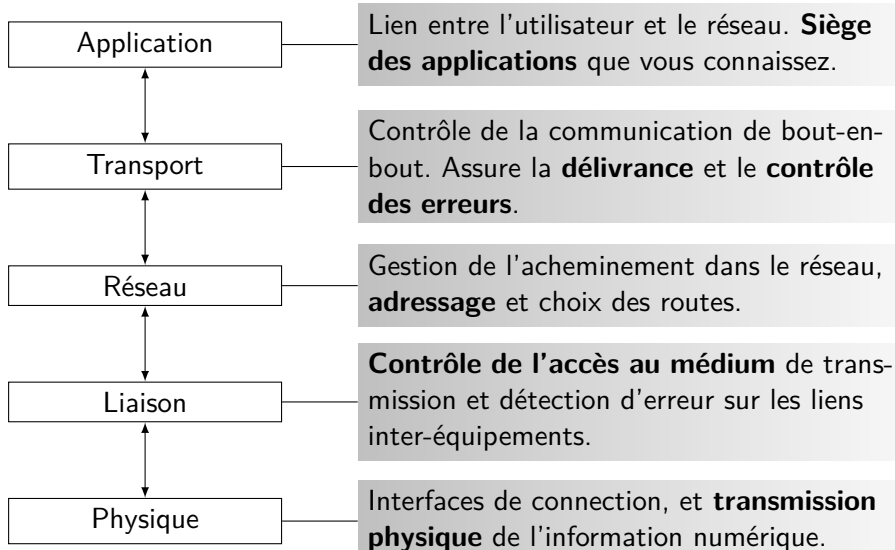 Application
Lien entre l'utilisateur et le réseau. Siège
des applications que vous connaissez.
Transport
Contrôle de la communication de bout-en-
bout. Assure la délivrance et le contrôle
des erreurs.
Réseau
Gestion de l'acheminement dans le réseau,
adressage et choix des routes.
Liaison
Contrôle de l'accès au médium de trans-
mission et détection d'erreur sur les liens
inter-équipements.
Physique
Interfaces de connection, et transmission
physique de l'information numérique.